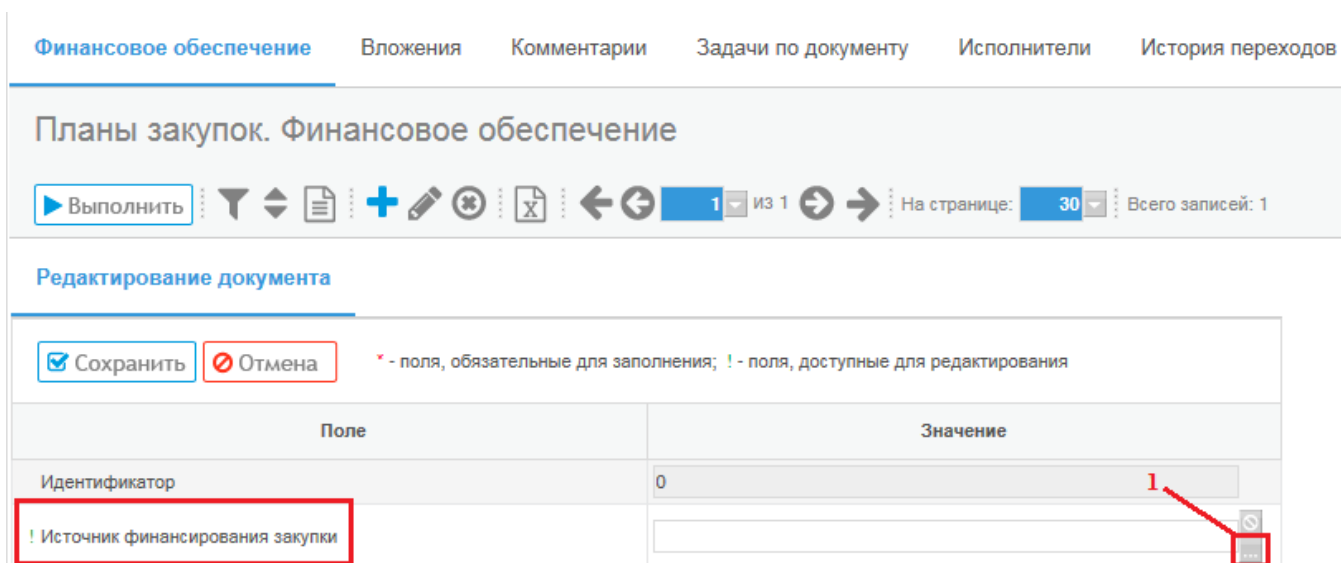 Финансовое обеспечение Вложения Комментарии Задачи по документу Исполнители История переходов
Планы закупок. Финансовое обеспечение
Выполнить 1 из 1 На странице: 30 Всего записей: 1
Редактирование документа
Сохранить Отмена * - поля, обязательные для заполнения; ! - поля, доступные для редактирования
Поле Значение
Идентификатор 0 1
! Источник финансирования закупки ...